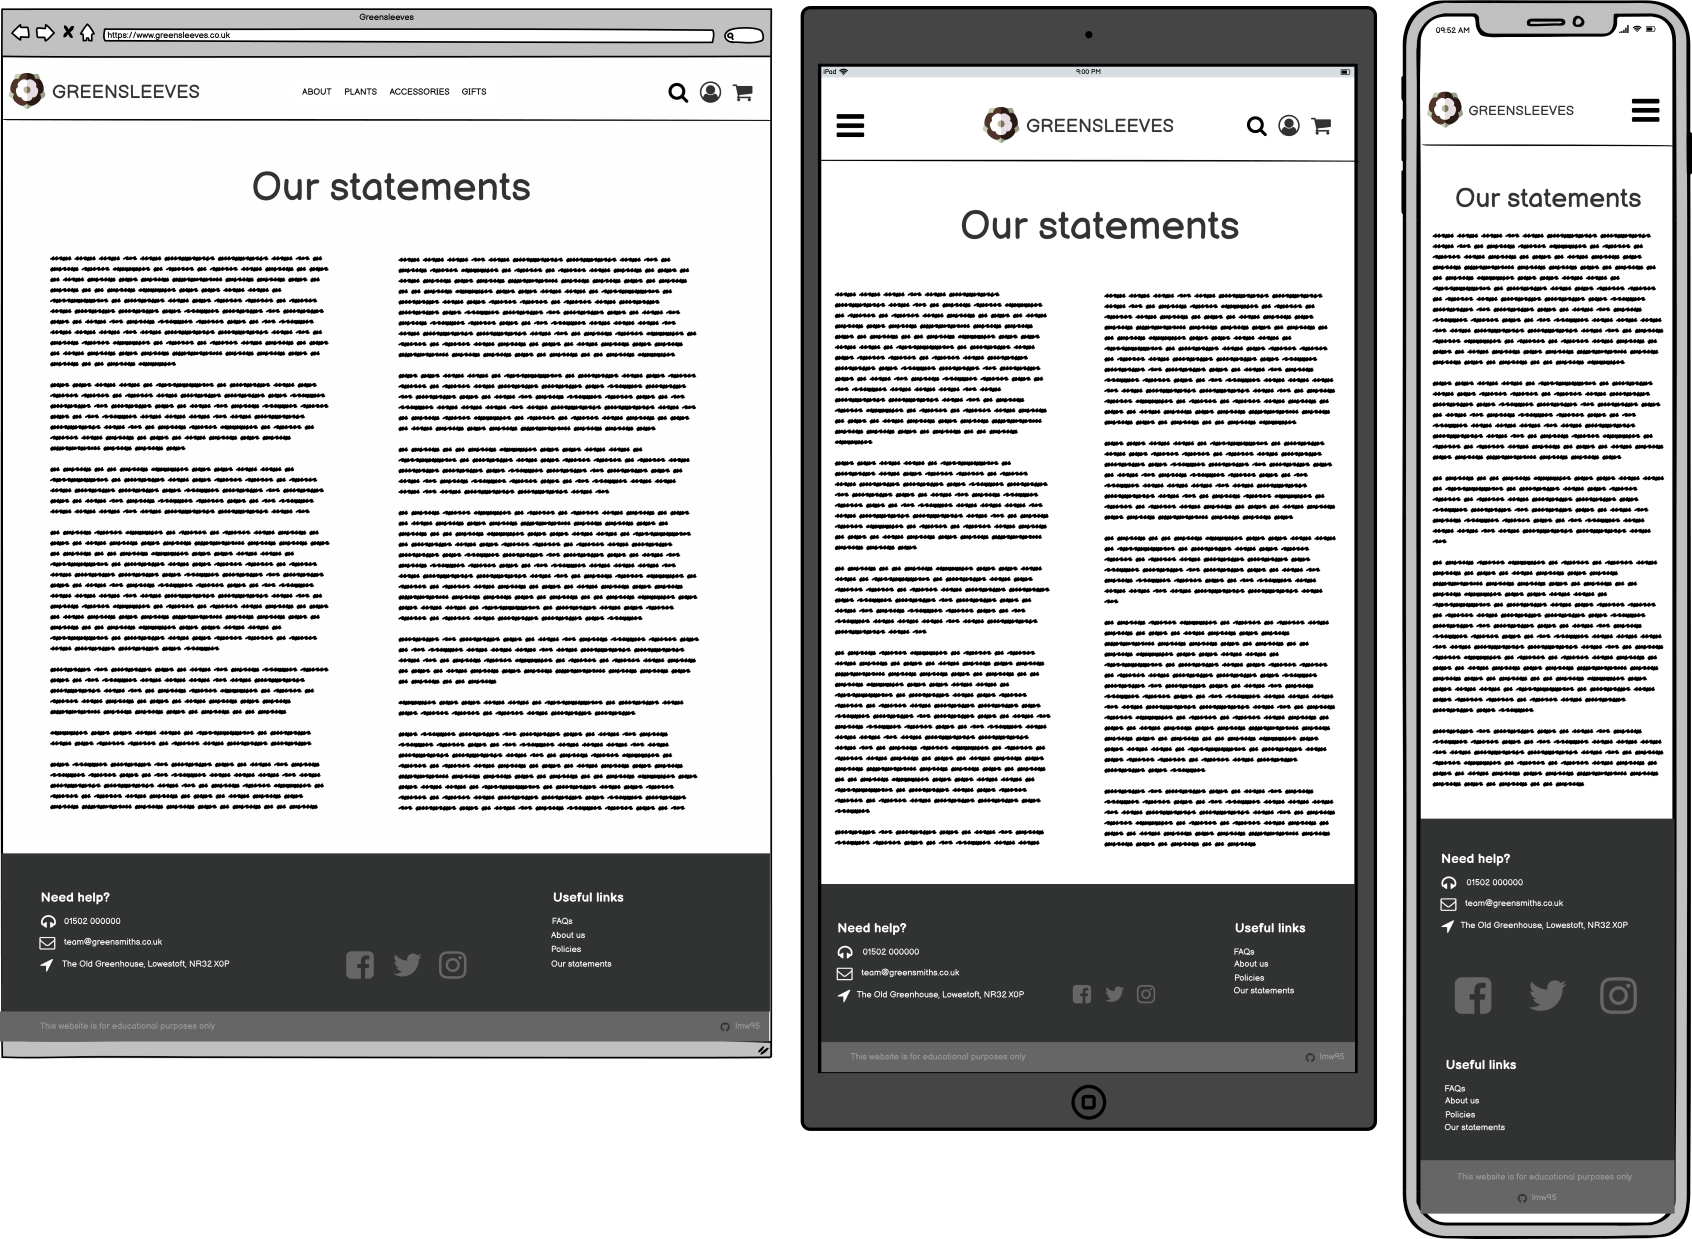 Greensleeves
https://www.greensleeves.co.uk
GREENSLEEVES
ABOUT PLANTS ACCESSORIES GIFTS
Our statements
Need help?
01502 000000
team@greensmiths.co.uk
The Old Greenhouse, Lowestoft, NR32 X0P
Useful links
FAQs
About us
Policies
Our statements
This website is for educational purposes only
lmw95
iPad 9:00 PM
GREENSLEEVES
Our statements
Need help?
01502 000000
team@greensmiths.co.uk
The Old Greenhouse, Lowestoft, NR32 X0P
Useful links
FAQs
About us
Policies
Our statements
This website is for educational purposes only
lmw95
09:52 AM
GREENSLEEVES
Our statements
Need help?
01502 000000
team@greensmiths.co.uk
The Old Greenhouse, Lowestoft, NR32 X0P
Useful links
FAQs
About us
Policies
Our statements
This website is for educational purposes only
lmw95